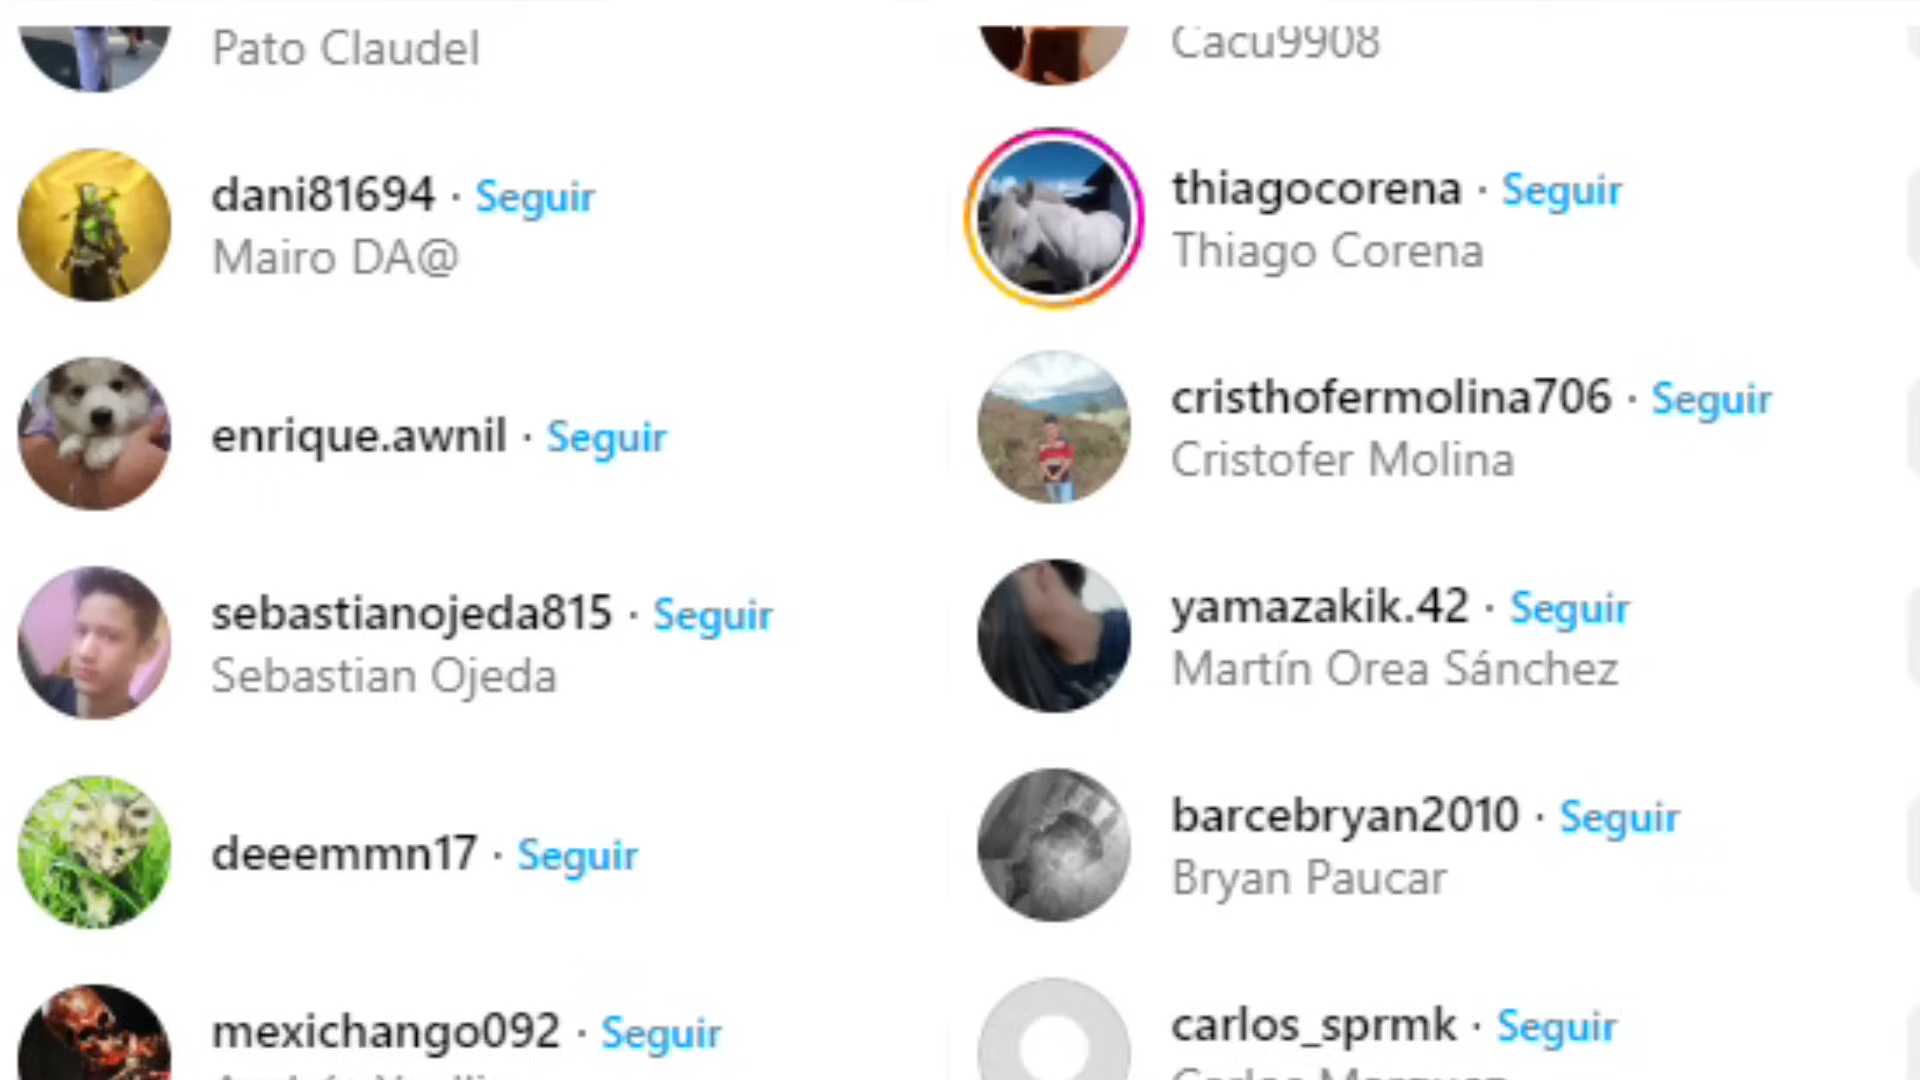 Pato Claudel
dani81694 · Seguir
Mairo DA@
enrique.awnil · Seguir
sebastianojeda815 · Seguir
Sebastian Ojeda
deeemmn17 · Seguir
mexichango092 · Seguir
Cacu9908
thiagocorena · Seguir
Thiago Corena
cristhofermolina706 · Seguir
Cristofer Molina
yamazakik.42 · Seguir
Martín Orea Sánchez
barcebryan2010 · Seguir
Bryan Paucar
carlos_sprmk · Seguir